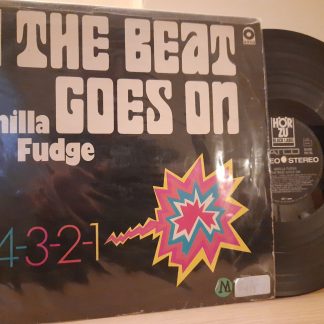 THE BEAT
GOES ON
nilla
Fudge
4-3-2-1
M
HÖR
ZU
STEREO